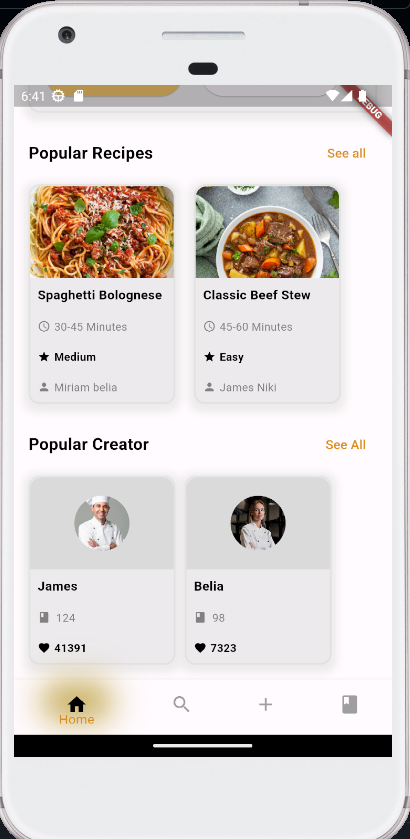 6:41
DEBUG
Popular Recipes
See all
Spaghetti Bolognese
Classic Beef Stew
30-45 Minutes
45-60 Minutes
Medium
Easy
Miriam belia
James Niki
Popular Creator
See All
James
Belia
124
98
41391
7323
Home